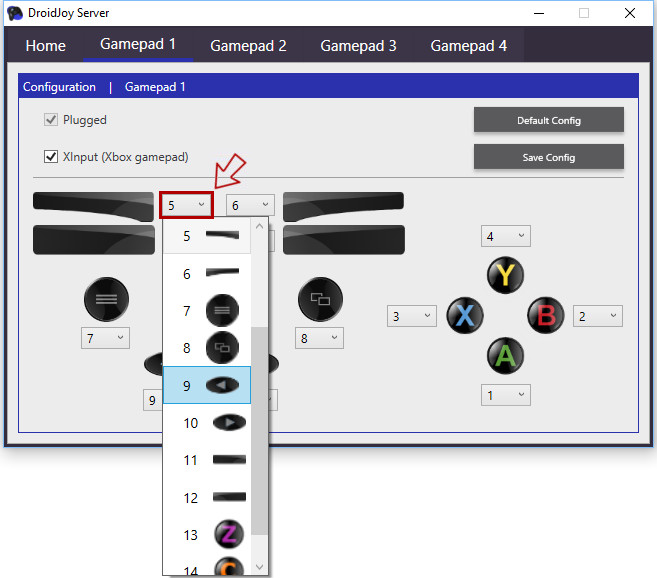 DroidJoy Server
Home Gamepad 1 Gamepad 2 Gamepad 3 Gamepad 4
Configuration | Gamepad 1
Plugged
Default Config
XInput (Xbox gamepad)
Save Config
5 6
5
4
6
Y
7
3 X B 2
7 8
8
A
9
9
1
10
11
12
13 Z
14 C